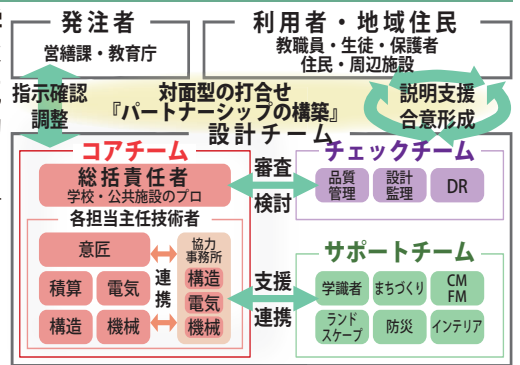 発注者
営繕課・教育庁
利用者・地域住民
教職員・生徒・保護者
住民・周辺施設
指示確認
調整
対面型の打合せ
『パートナーシップの構築』
説明支援
合意形成
設計チーム
コアチーム
総括責任者
学校・公共施設のプロ
各担当主任技術者
意匠
積算
電気
構造
機械
連携
協力
事務所
構造
電気
機械
審査
検討
チェックチーム
品質
管理
設計
監理
DR
支援
連携
サポートチーム
学識者
まちづくり
CM
FM
ランド
スケープ
防災
インテリア